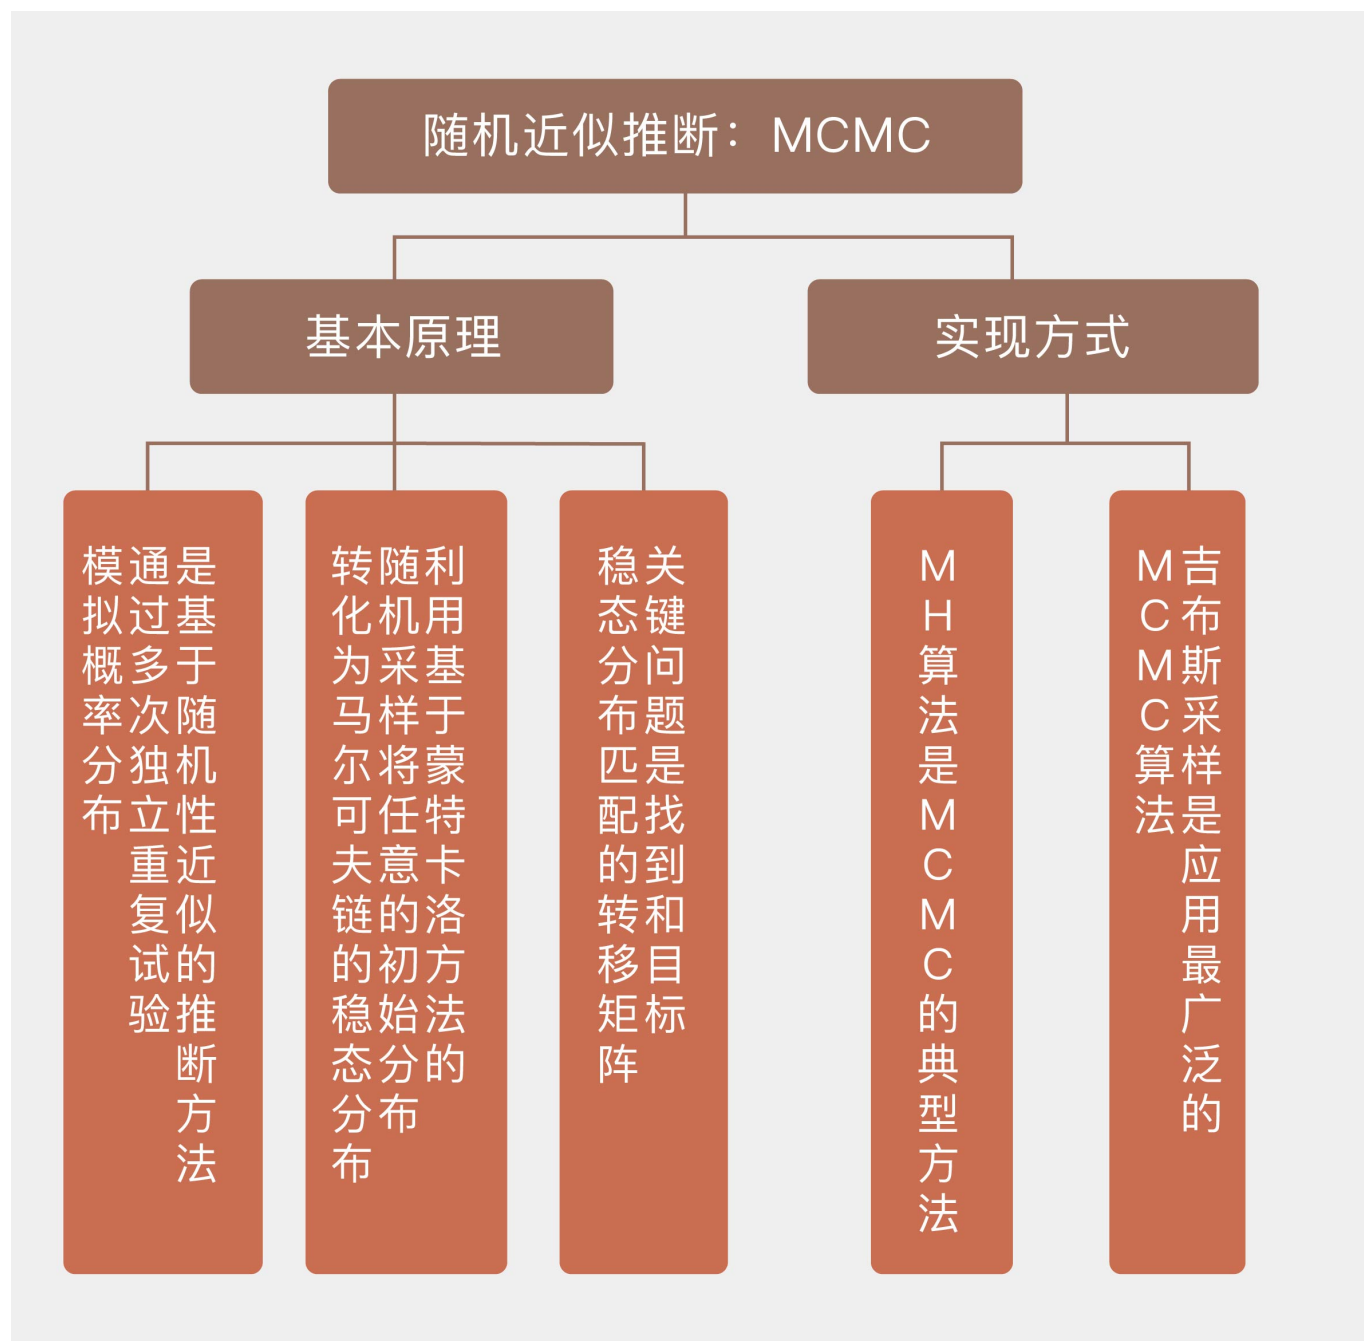 随机近似推断：MCMC
基本原理
实现方式
是基于随机性近似的推断方法
通过多次独立重复试验
模拟概率分布
利用基于蒙特卡洛方法的
随机采样将任意的初始分布
转化为马尔可夫链的稳态分布
关键问题是找到和目标
稳态分布匹配的转移矩阵
MH算法是MCMC的典型方法
吉布斯采样是应用最广泛的
MCMC算法